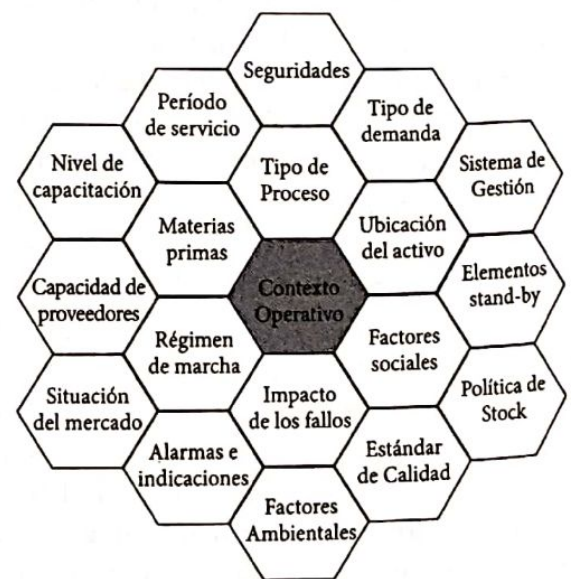 Seguridades
Período
de servicio
Tipo de
demanda
Nivel de
capacitación
Tipo de
Proceso
Sistema de
Gestión
Materias
primas
Ubicación
del activo
Capacidad de
proveedores
Contexto
Operativo
Elementos
stand-by
Régimen
de marcha
Factores
sociales
Situación
del mercado
Impacto
de los fallos
Política de
Stock
Alarmas e
indicaciones
Estándar
de Calidad
Factores
Ambientales